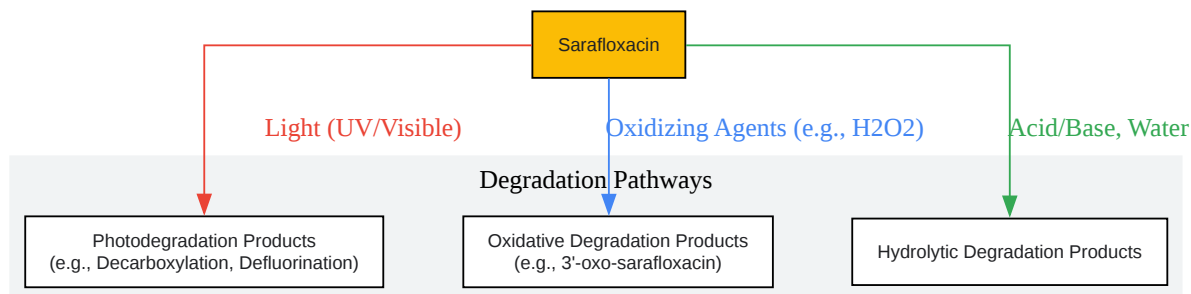 Sarafloxacin
Light (UV/Visible)
Oxidizing Agents (e.g., H2O2)
Acid/Base, Water
Degradation Pathways
Photodegradation Products
(e.g., Decarboxylation, Defluorination)
Oxidative Degradation Products
(e.g., 3'-oxo-sarafloxacin)
Hydrolytic Degradation Products